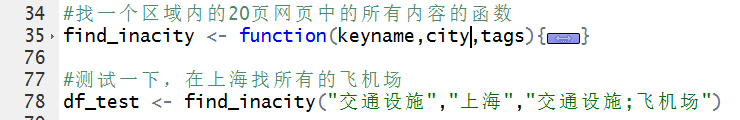 34 #找一个区域内的20页网页中的所有内容的函数
35 find_inacity <- function(keyname,city,tags){}
76
77 #测试一下，在上海找所有的飞机场
78 df_test <- find_inacity("交通设施","上海","交通设施;飞机场")